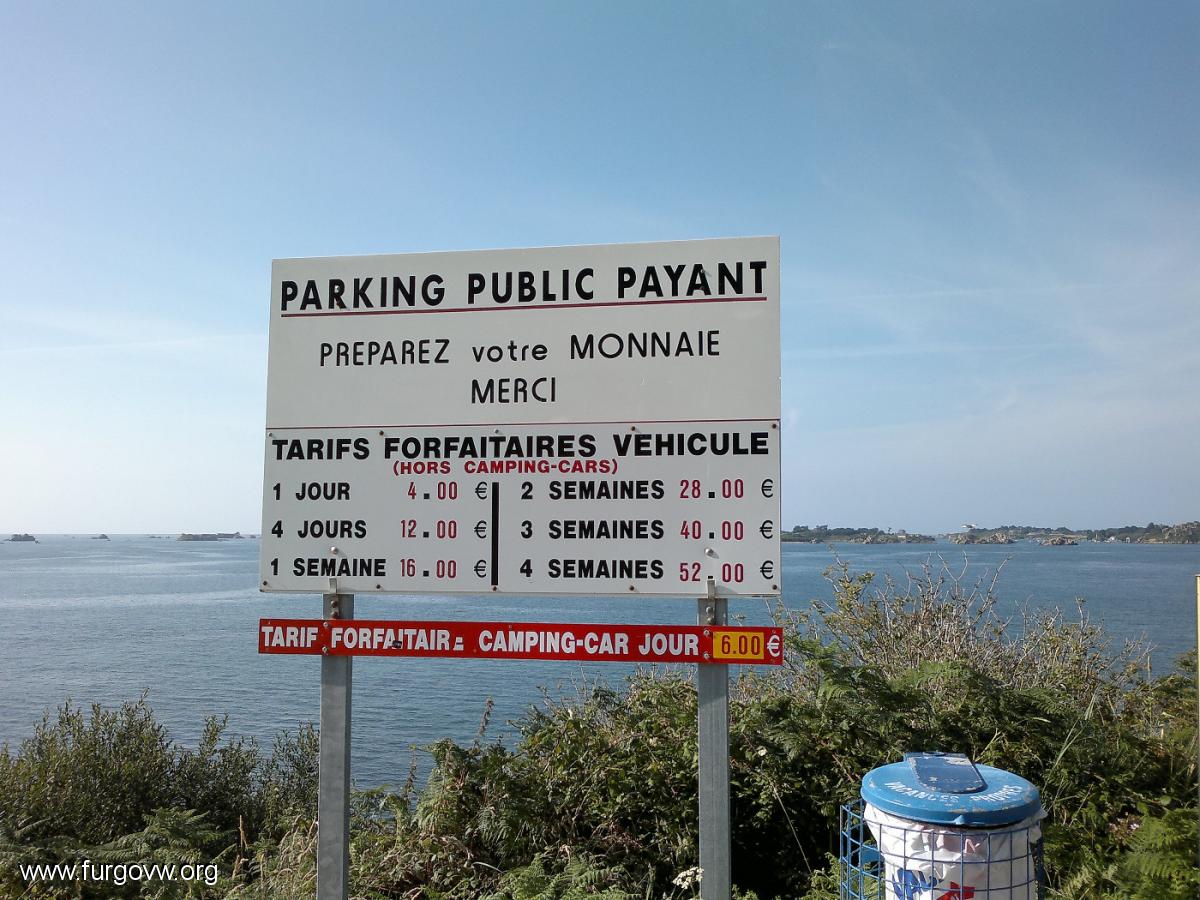 PARKING PUBLIC PAYANT
PREPAREZ votre MONNAIE
MERCI
TARIFS FORFAITAIRES VEHICULE
(HORS CAMPING-CARS)
1 JOUR 4.00 € 2 SEMAINES 28.00 €
4 JOURS 12.00 € 3 SEMAINES 40.00 €
1 SEMAINE 16.00 € 4 SEMAINES 52.00 €
TARIF FORFAITAIRE CAMPING-CAR JOUR 6.00 €
VACANCES PROPRES
www.furgovw.org